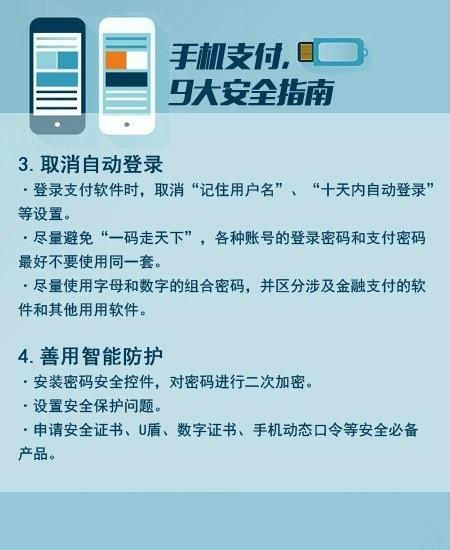 手机支付，
9大安全指南
3.取消自动登录
·登录支付软件时，取消“记住用户名”、“十天内自动登录”
等设置。
·尽量避免“一码走天下”，各种账号的登录密码和支付密码
最好不要使用同一套。
·尽量使用字母和数字的组合密码，并区分涉及金融支付的软
件和其他用用软件。
4.善用智能防护
·安装密码安全控件，对密码进行二次加密。
·设置安全保护问题。
·申请安全证书、U盾、数字证书、手机动态口令等安全必备
产品。